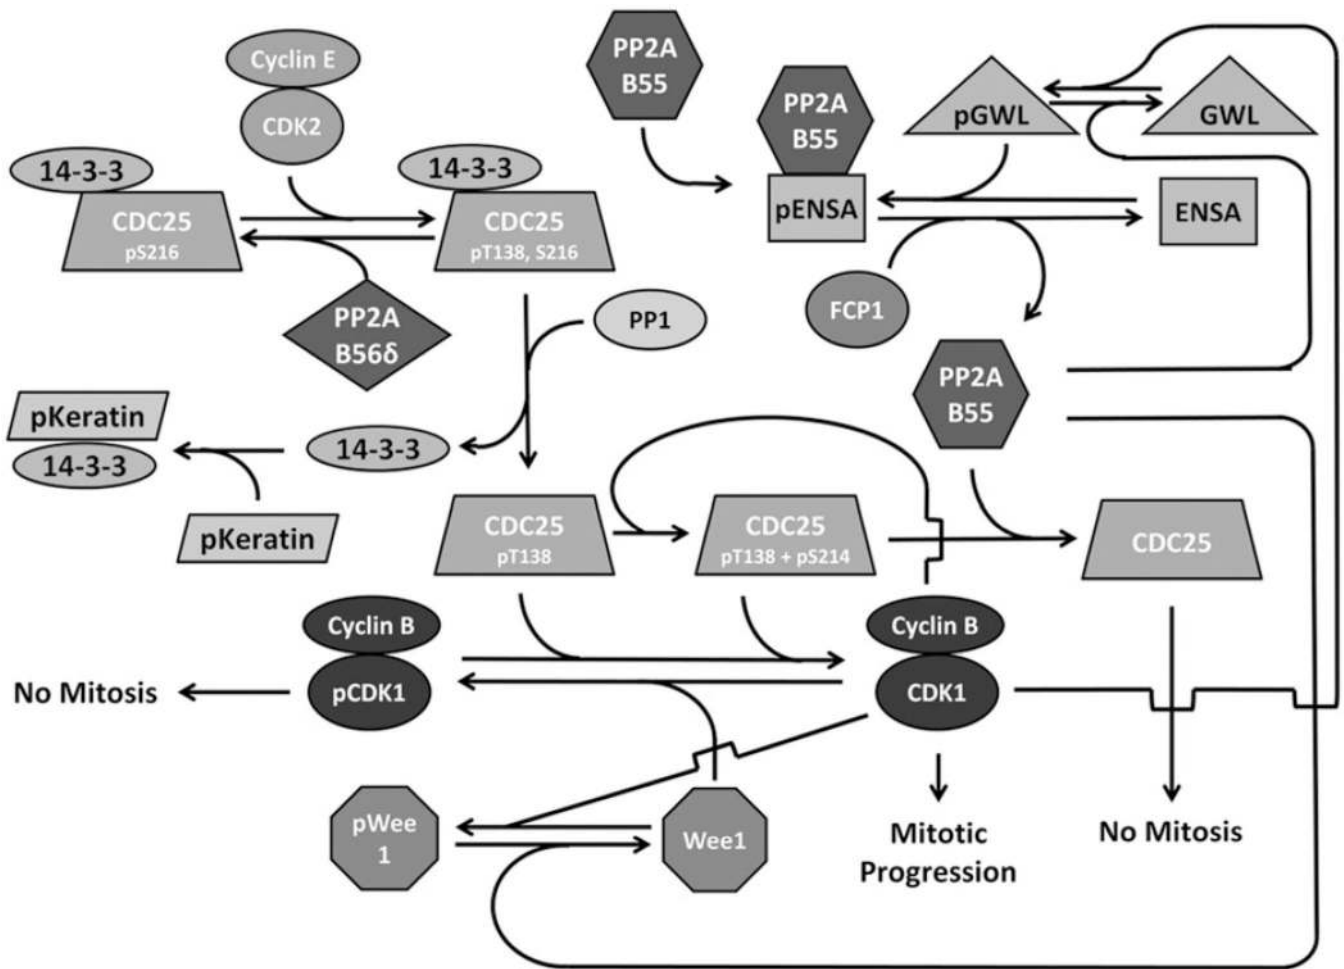 Cyclin E
CDK2
PP2A
B55
PP2A
B55
pGWL
GWL
14-3-3
CDC25
pS216
14-3-3
CDC25
pT138, S216
pENSA
ENSA
PP2A
B56δ
PP1
FCP1
PP2A
B55
pKeratin
14-3-3
14-3-3
pKeratin
CDC25
pT138
CDC25
pT138 + pS214
CDC25
Cyclin B
pCDK1
Cyclin B
CDK1
No Mitosis
pWee
1
Wee1
Mitotic
Progression
No Mitosis